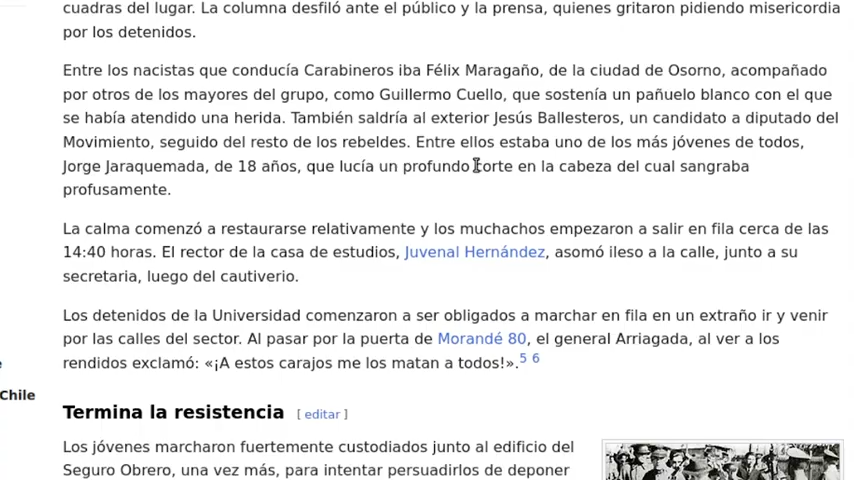 cuadras del lugar. La columna desfiló ante el público y la prensa, quienes gritaron pidiendo misericordia
por los detenidos.
Entre los nacistas que conducía Carabineros iba Félix Maragaño, de la ciudad de Osorno, acompañado
por otros de los mayores del grupo, como Guillermo Cuello, que sostenía un pañuelo blanco con el que
se había atendido una herida. También saldría al exterior Jesús Ballesteros, un candidato a diputado del
Movimiento, seguido del resto de los rebeldes. Entre ellos estaba uno de los más jóvenes de todos,
Jorge Jaraquemada, de 18 años, que lucía un profundo corte en la cabeza del cual sangraba
profusamente.
La calma comenzó a restaurarse relativamente y los muchachos empezaron a salir en fila cerca de las
14:40 horas. El rector de la casa de estudios, Juvenal Hernández, asomó ileso a la calle, junto a su
secretaria, luego del cautiverio.
Los detenidos de la Universidad comenzaron a ser obligados a marchar en fila en un extraño ir y venir
por las calles del sector. Al pasar por la puerta de Morandé 80, el general Arriagada, al ver a los
rendidos exclamó: «¡A estos carajos me los matan a todos!».5 6
Chile
Termina la resistencia [ editar ]
Los jóvenes marcharon fuertemente custodiados junto al edificio del
Seguro Obrero, una vez más, para intentar persuadirlos de deponer